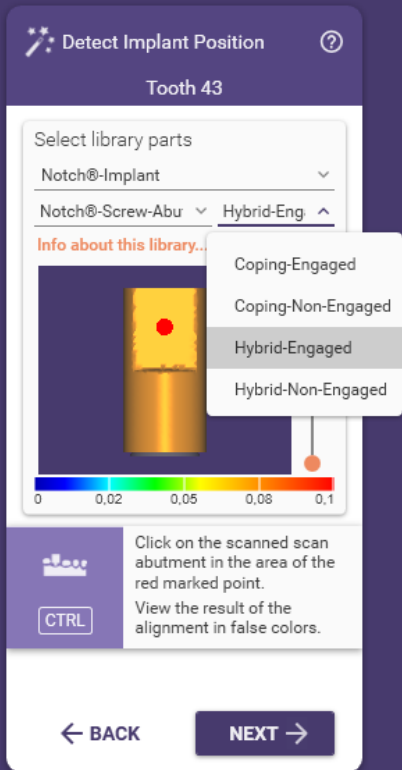 Detect Implant Position
Tooth 43
Select library parts
Notch®-Implant
Notch®-Screw-Abu
Hybrid-Eng
Info about this library...
Coping-Engaged
Coping-Non-Engaged
Hybrid-Engaged
Hybrid-Non-Engaged
0 0,02 0,05 0,08 0,1
Click on the scanned scan
abutment in the area of the
red marked point.
CTRL
View the result of the
alignment in false colors.
BACK
NEXT